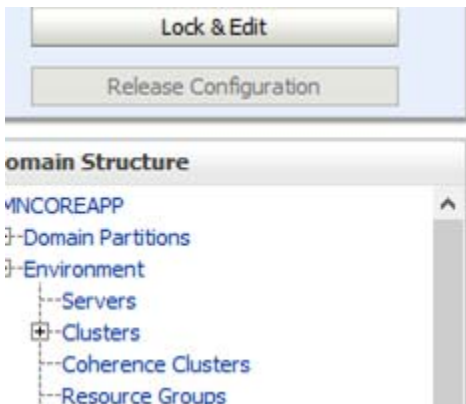 Lock & Edit
Release Configuration
omain Structure
MNCOREAPP
Domain Partitions
Environment
Servers
Clusters
Coherence Clusters
Resource Groups